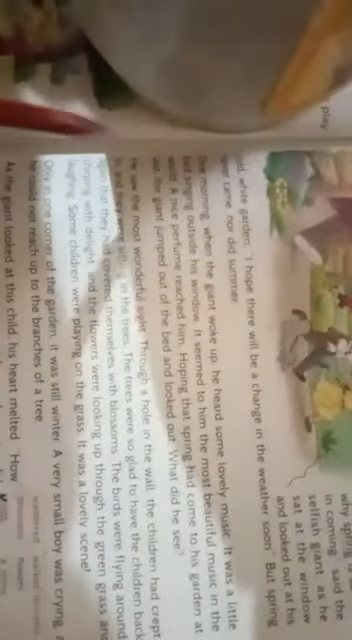 play
why spring is
in coming, said the
selfish giant as he
sat at the window
and looked out at his
cold, white garden. "I hope there will be a change in the weather soon". But spring
never came, nor did summer.
One morning, when the giant woke up, he heard some lovely music. It was a little
bird singing outside his window. It seemed to him the most beautiful music in the
world. A nice perfume reached him. Hoping that spring had come to his garden at
last, the giant jumped out of the bed and looked out. What did he see?
He saw the most wonderful sight. Through a hole in the wall, the children had crept
in and they were sitting in the trees. The trees were so glad to have the children back
again that they had covered themselves with blossoms. The birds were flying around
chirping with delight and the flowers were looking up through the green grass and
laughing. Some children were playing on the grass. It was a lovely scene!
Only in one corner of the garden, it was still winter. A very small boy was crying,
he could not reach up to the branches of a tree.
As the giant looked at this child, his heart melted. "How